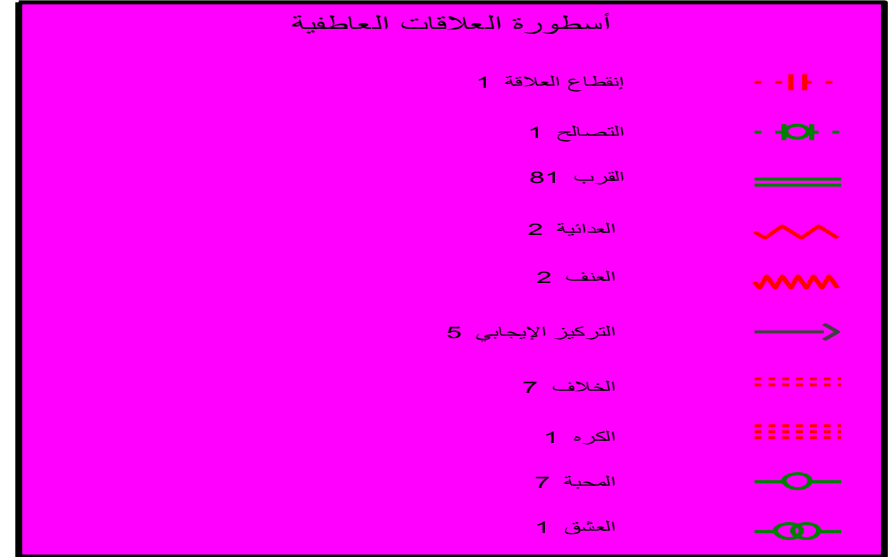 أسطورة العلاقات العاطفية
إنقطاع العلاقة 1
التصالح 1
القرب 81
العدائية 2
العنف 2
التركيز الإيجابي 5
الخلاف 7
الكره 1
المحبة 7
العشق 1